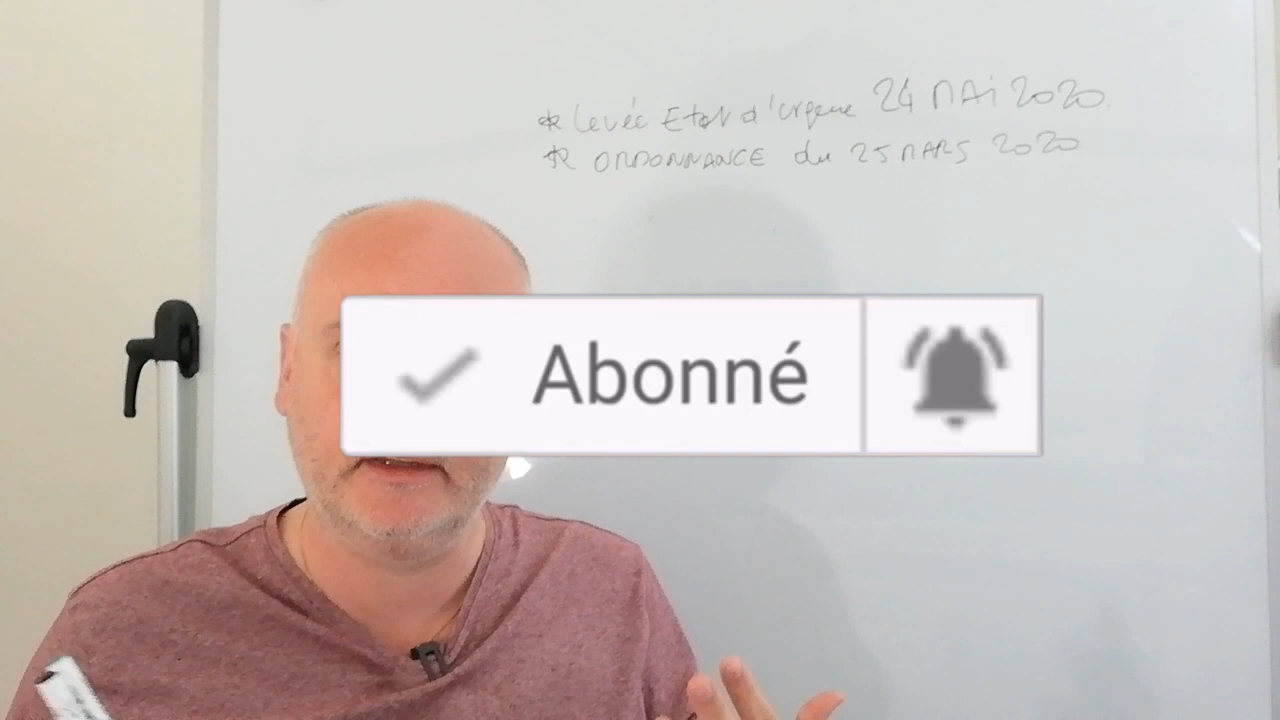 * levée Etat d'urgence 24 MAi 2020.
* ORDONNANCE du 25 MARS 2020
Abonné